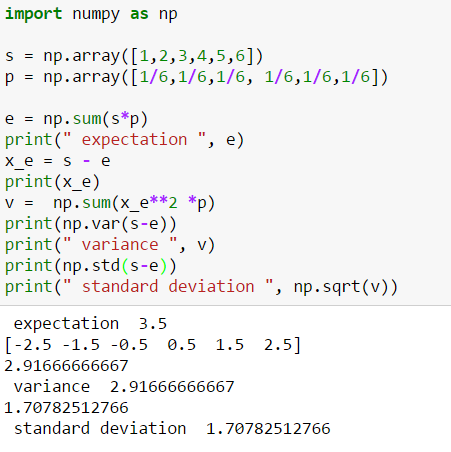 import numpy as np
s = np.array([1,2,3,4,5,6])
p = np.array([1/6,1/6,1/6, 1/6,1/6,1/6])
e = np.sum(s*p)
print(" expectation ", e)
x_e = s - e
print(x_e)
v =  np.sum(x_e**2 *p)
print(np.var(s-e))
print(" variance ", v)
print(np.std(s-e))
print(" standard deviation ", np.sqrt(v))
 expectation  3.5
[-2.5 -1.5 -0.5  0.5  1.5  2.5]
2.91666666667
 variance  2.91666666667
1.70782512766
 standard deviation  1.70782512766